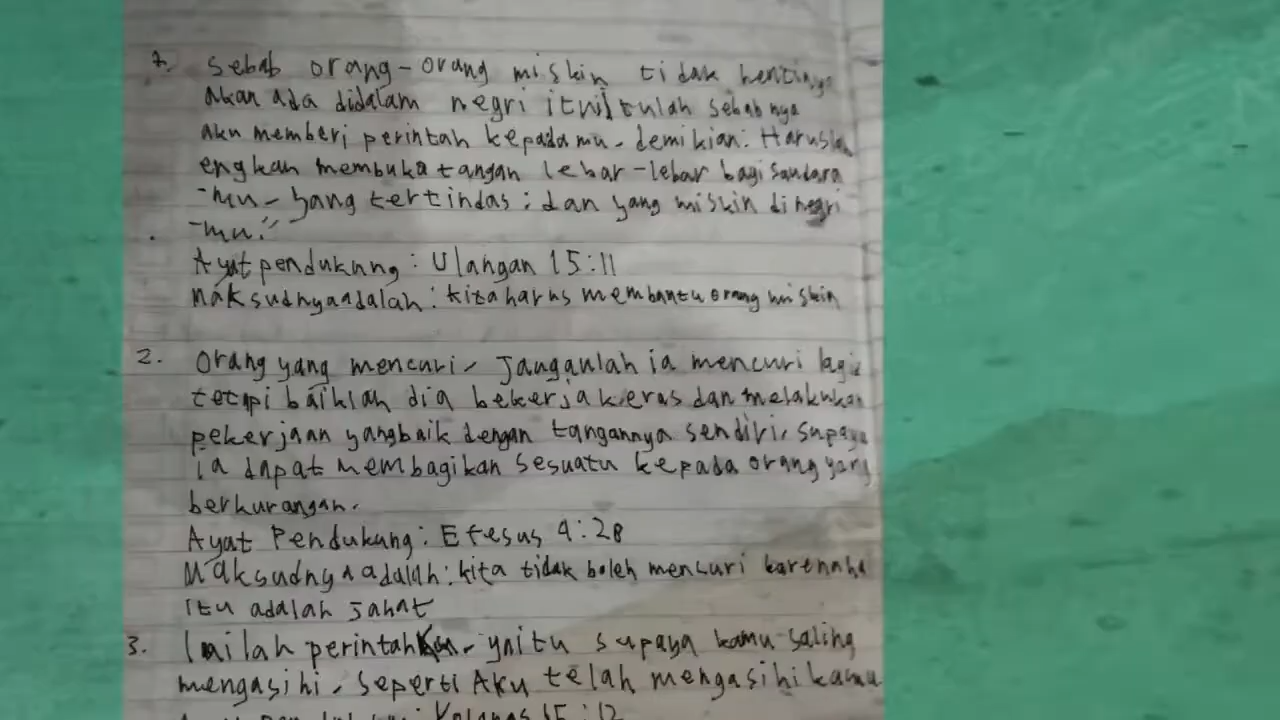 1. Sebab orang-orang miskin tidak hentinya
akan ada didalam negri itu itulah sebabnya
aku memberi perintah kepadamu, demikian: Haruslah
engkau membuka tangan lebar-lebar bagi saudara
-mu, yang tertindas; dan yang miskin di negri
-mu."
Ayat pendukung: Ulangan 15:11
Maksudnya adalah: kita harus membantu orang miskin
2. Orang yang mencuri, janganlah ia mencuri lagi
tetapi baiklah dia bekerja keras dan melakukan
pekerjaan yang baik dengan tangannya sendiri, supaya
ia dapat membagikan sesuatu kepada orang yang
berkurangan.
Ayat Pendukung: Efesus 4:28
Maksudnya adalah: kita tidak boleh mencuri karena
itu adalah jahat
3. Inilah perintahKu, yaitu supaya kamu saling
mengasihi, seperti Aku telah mengasihi kamu
15:12